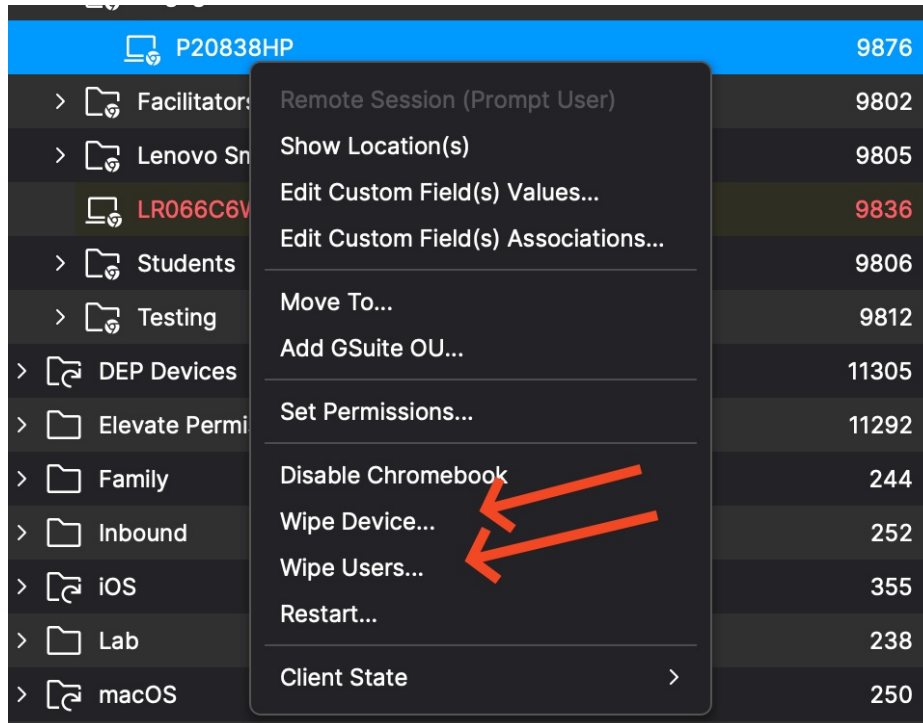 P20838HP 9876
Facilitators 9802
Lenovo Sm 9805
LR066C6W 9836
Students 9806
Testing 9812
DEP Devices 11305
Elevate Permi 11292
Family 244
Inbound 252
iOS 355
Lab 238
macOS 250
Remote Session (Prompt User)
Show Location(s)
Edit Custom Field(s) Values...
Edit Custom Field(s) Associations...
Move To...
Add GSuite OU...
Set Permissions...
Disable Chromebook
Wipe Device...
Wipe Users...
Restart...
Client State